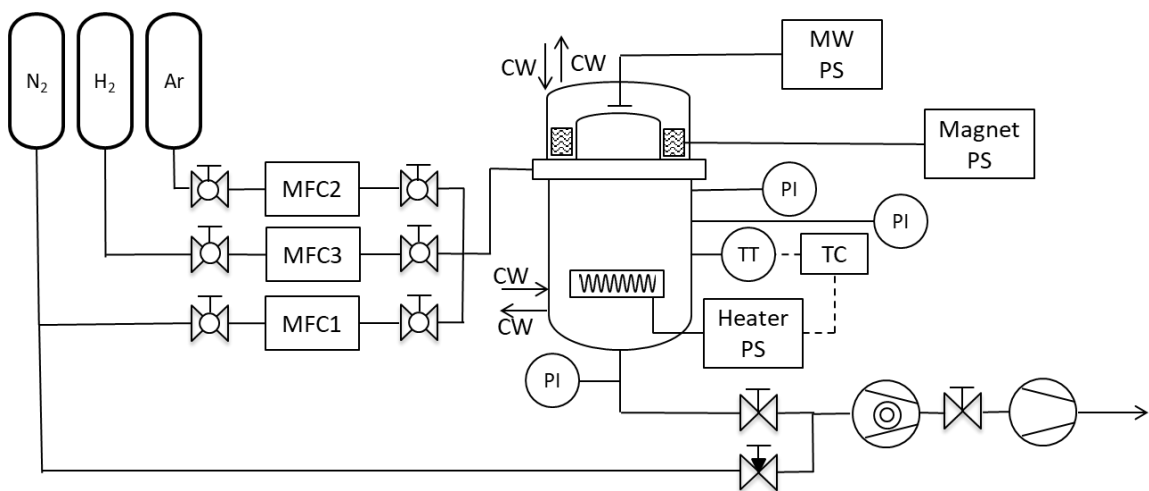 N₂
H₂
Ar
CW
CW
MW
PS
Magnet
PS
MFC2
PI
PI
MFC3
TT
TC
CW
CW
MFC1
Heater
PS
PI